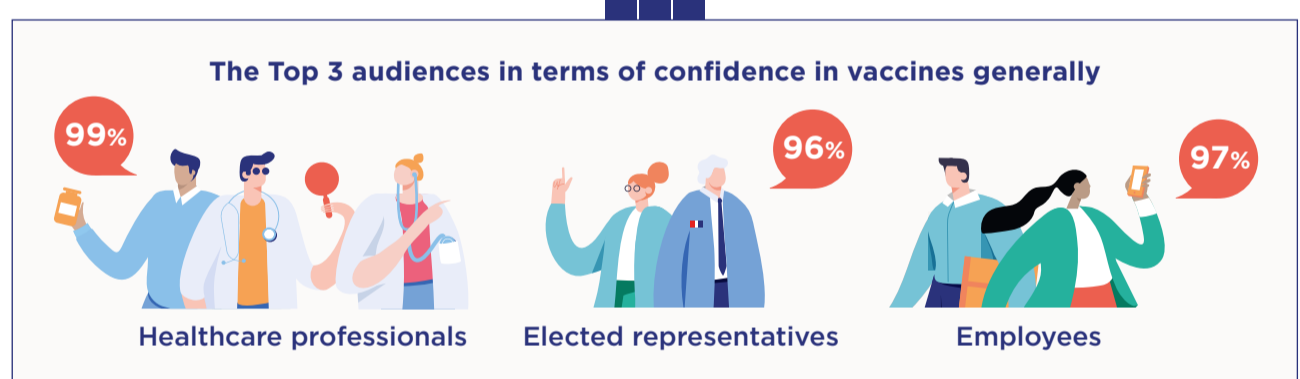 The Top 3 audiences in terms of confidence in vaccines generally
99%
96%
97%
Healthcare professionals
Elected representatives
Employees